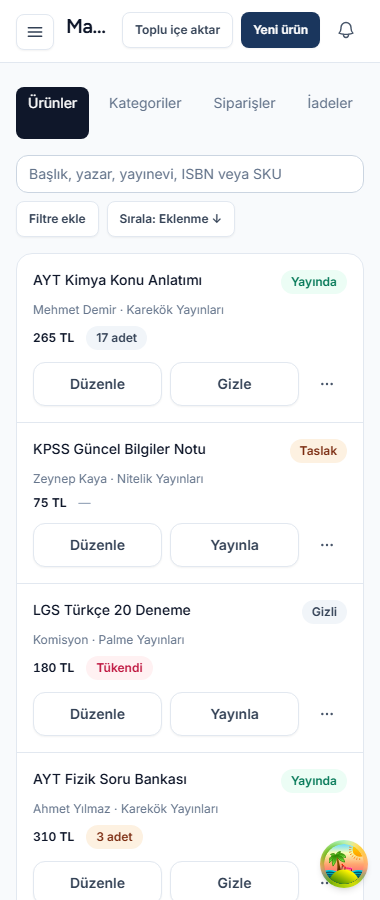 Ma...
Toplu içe aktar
Yeni ürün
Ürünler
Kategoriler
Siparişler
İadeler
Başlık, yazar, yayınevi, ISBN veya SKU
Filtre ekle
Sırala: Eklenme ↓
AYT Kimya Konu Anlatımı
Yayında
Mehmet Demir · Karekök Yayınları
265 TL
17 adet
Düzenle
Gizle
...
KPSS Güncel Bilgiler Notu
Taslak
Zeynep Kaya · Nitelik Yayınları
75 TL
—
Düzenle
Yayınla
...
LGS Türkçe 20 Deneme
Gizli
Komisyon · Palme Yayınları
180 TL
Tükendi
Düzenle
Yayınla
...
AYT Fizik Soru Bankası
Yayında
Ahmet Yılmaz · Karekök Yayınları
310 TL
3 adet
Düzenle
Gizle